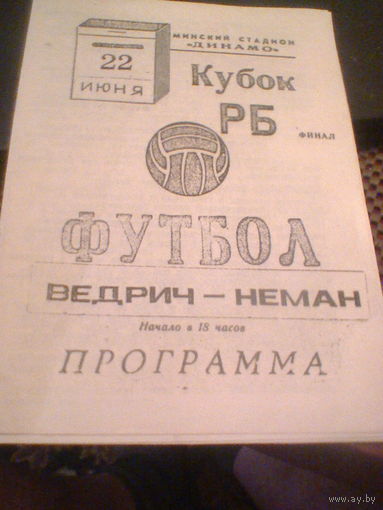 МИНСКИЙ СТАДИОН
«ДИНАМО»
22
ИЮНЯ
Кубок
РБ
ФИНАЛ
ФУТБОЛ
ВЕДРИЧ – НЕМАН
Начало в 18 часов
ПРОГРАММА
www.ay.by